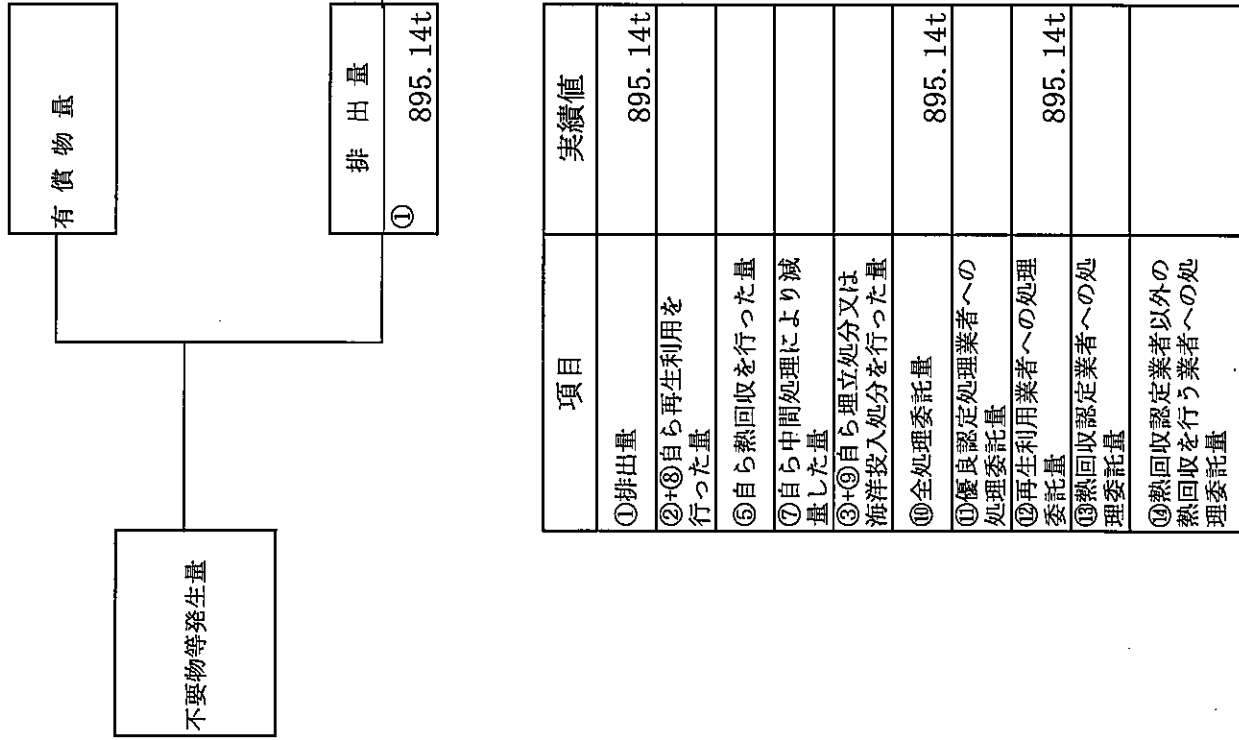 有償物量
不要物等発生量
排出量
①
895.14t
項目
実績値
①排出量
895.14t
②+⑧自ら再生利用を
行った量
⑤自ら熱回収を行った量
⑦自ら中間処理により減
量した量
③+⑨自ら埋立処分又は
海洋投入処分を行った量
⑩全処理委託量
895.14t
⑪優良認定処理業者への
処理委託量
⑫再生利用業者への処理
委託量
895.14t
⑬熱回収認定業者への処
理委託量
⑭熱回収認定業者以外の
熱回収を行う業者への処
理委託量